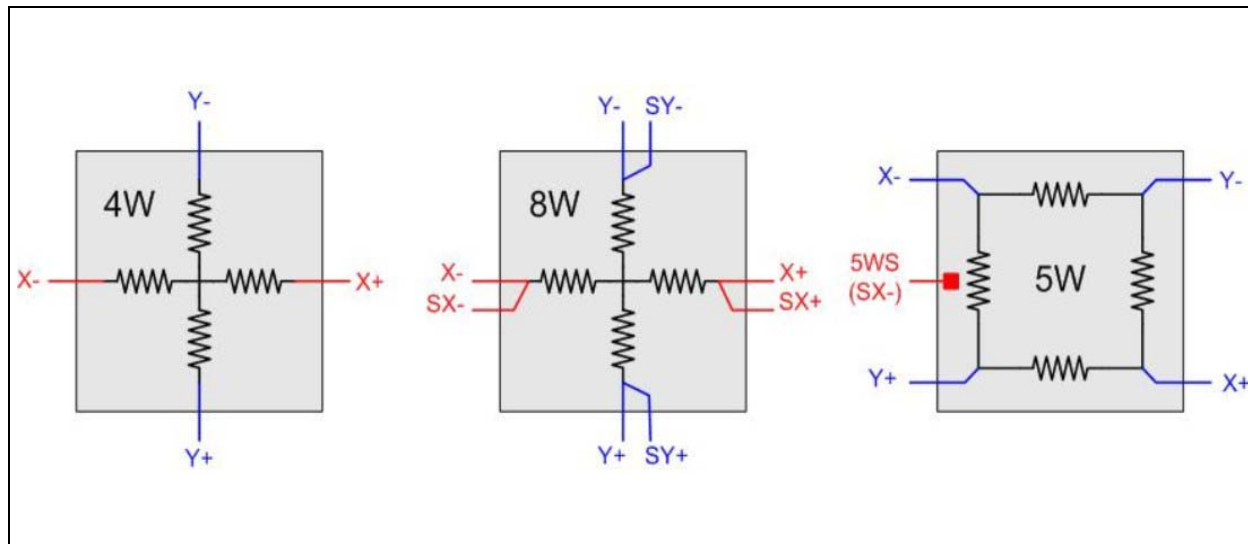 Y-
4W
X-
X+
Y+
Y- SY-
8W
X-
X+
SX-
SX+
Y+ SY+
X-
Y-
5WS
(SX-)
5W
Y+
X+